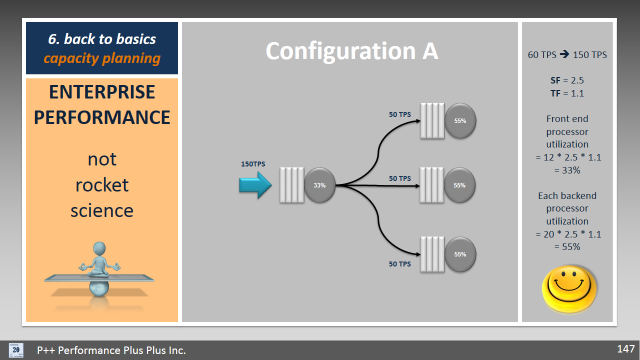 6. back to basics
capacity planning
ENTERPRISE
PERFORMANCE
not
rocket
science
Configuration A
150TPS
33%
50 TPS
55%
50 TPS
55%
50 TPS
55%
60 TPS → 150 TPS
SF = 2.5
TF = 1.1
Front end
processor
utilization
= 12 * 2.5 * 1.1
= 33%
Each backend
processor
utilization
= 20 * 2.5 * 1.1
= 55%
20
P++ Performance Plus Plus Inc.
147